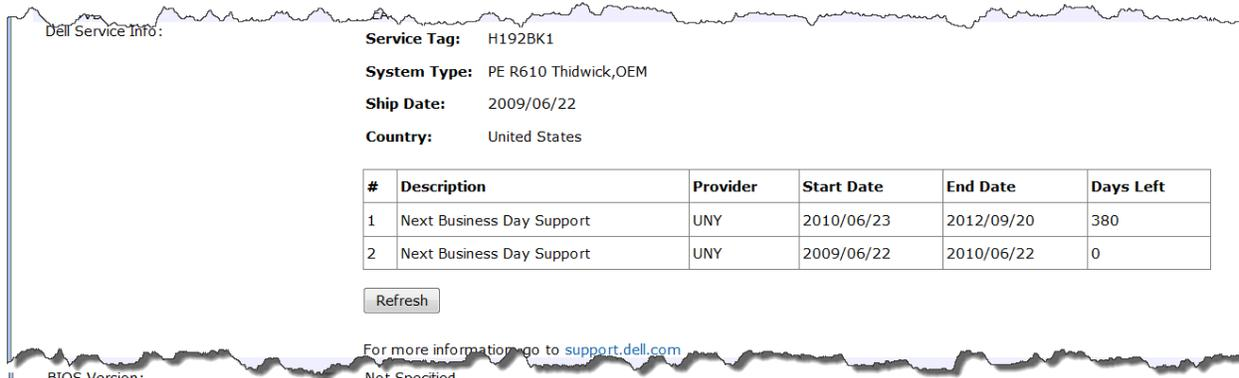 Dell Service Info:
Service Tag: H192BK1
System Type: PE R610 Thidwick,OEM
Ship Date: 2009/06/22
Country: United States
# Description Provider Start Date End Date Days Left
1 Next Business Day Support UNY 2010/06/23 2012/09/20 380
2 Next Business Day Support UNY 2009/06/22 2010/06/22 0
Refresh
For more information go to support.dell.com
BIOS Version: Not Specified